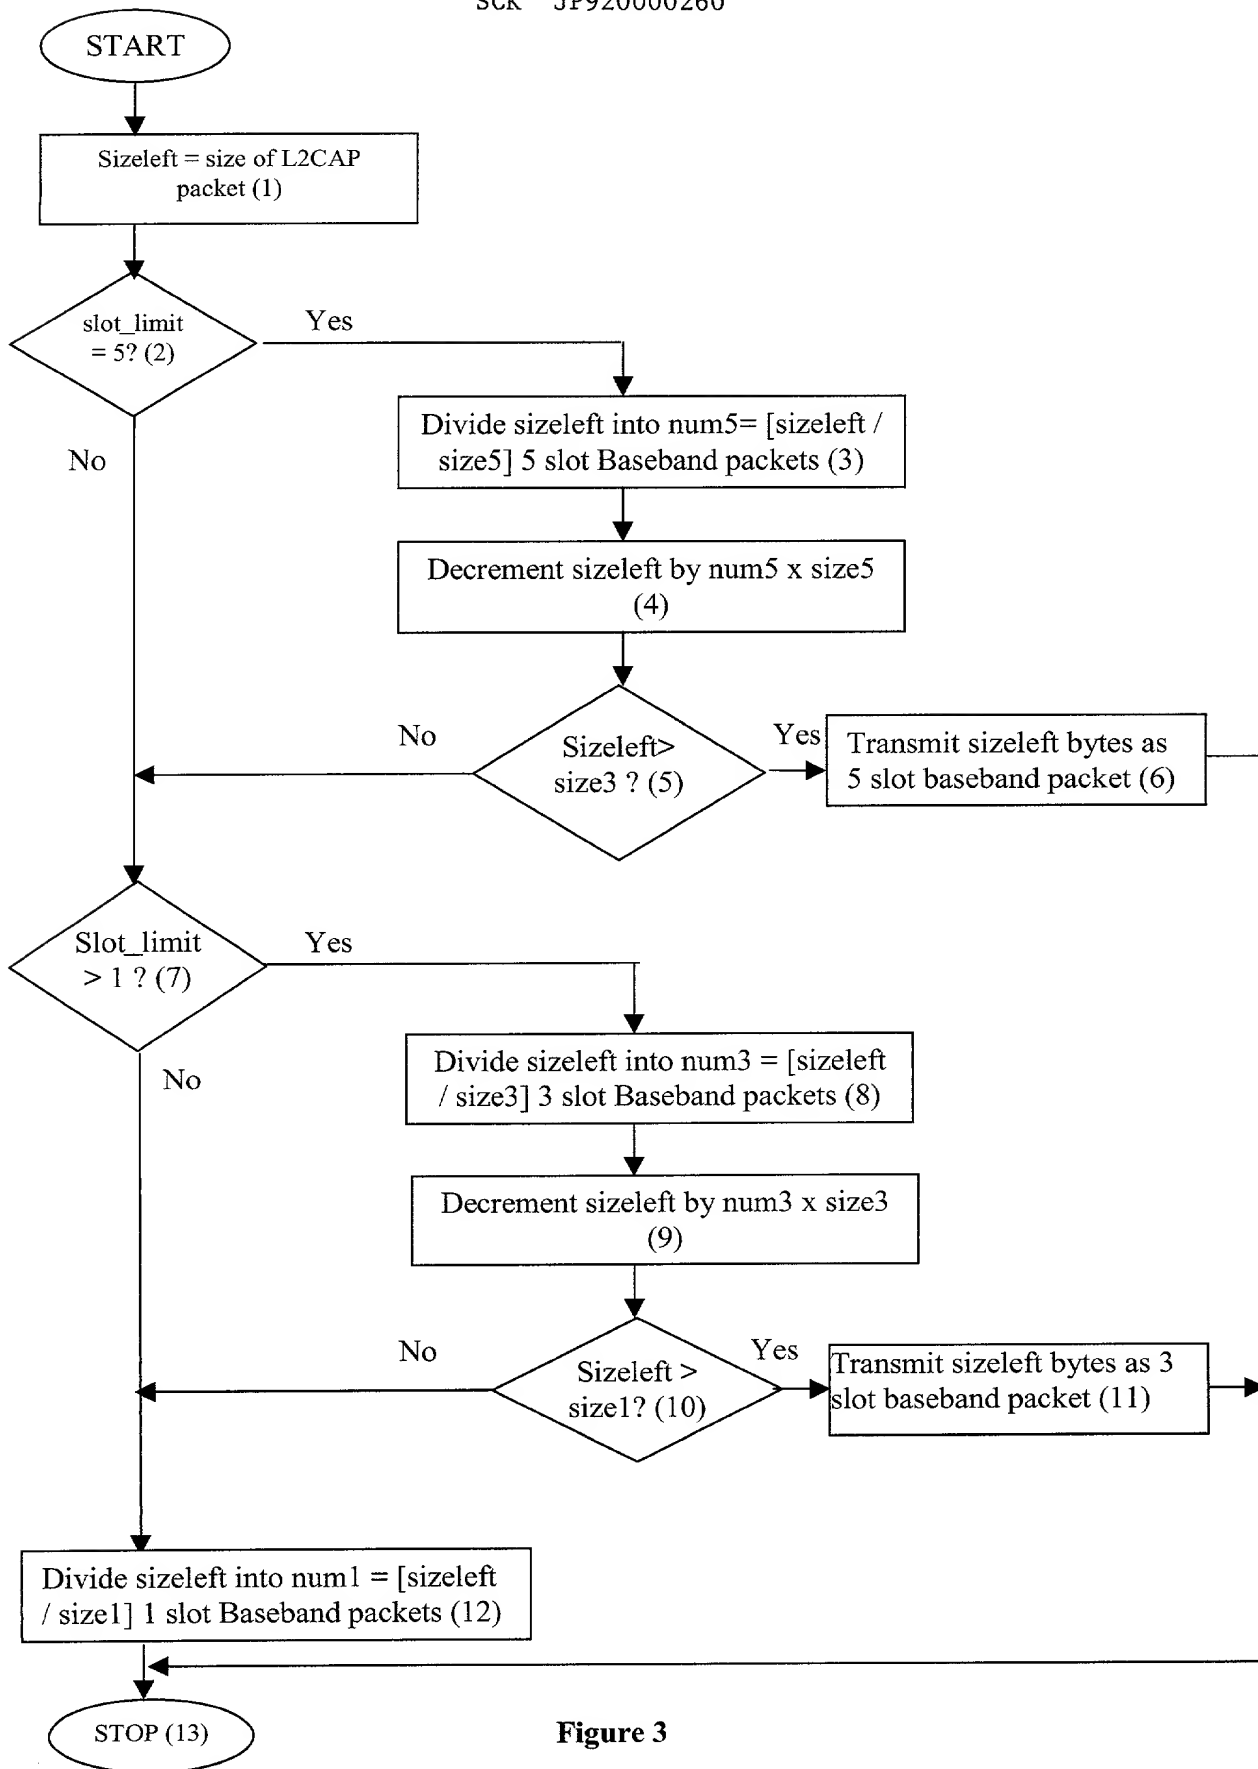 SCK JP920000260
START
Sizeleft = size of L2CAP
packet (1)
slot_limit
= 5? (2)
Yes
No
Divide sizeleft into num5= [sizeleft /
size5] 5 slot Baseband packets (3)
Decrement sizeleft by num5 x size5
(4)
No
Sizeleft>
size3 ? (5)
Yes
Transmit sizeleft bytes as
5 slot baseband packet (6)
Slot_limit
> 1 ? (7)
Yes
No
Divide sizeleft into num3 = [sizeleft
/ size3] 3 slot Baseband packets (8)
Decrement sizeleft by num3 x size3
(9)
No
Sizeleft >
size1? (10)
Yes
Transmit sizeleft bytes as 3
slot baseband packet (11)
Divide sizeleft into num1 = [sizeleft
/ size1] 1 slot Baseband packets (12)
STOP (13)
Figure 3